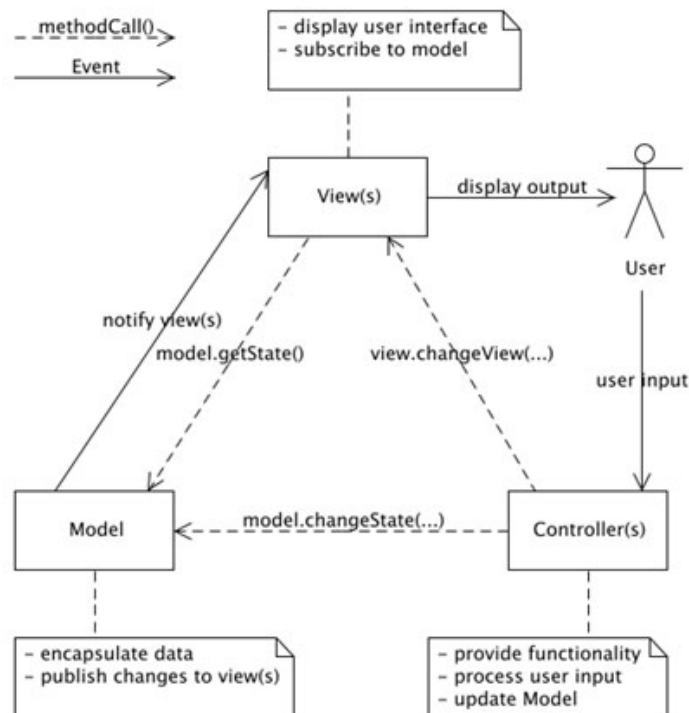 methodCall()
Event
- display user interface
- subscribe to model
View(s)
display output
User
notify view(s)
model.getState()
view.changeView(...)
user input
Model
model.changeState(...)
Controller(s)
- encapsulate data
- publish changes to view(s)
- provide functionality
- process user input
- update Model